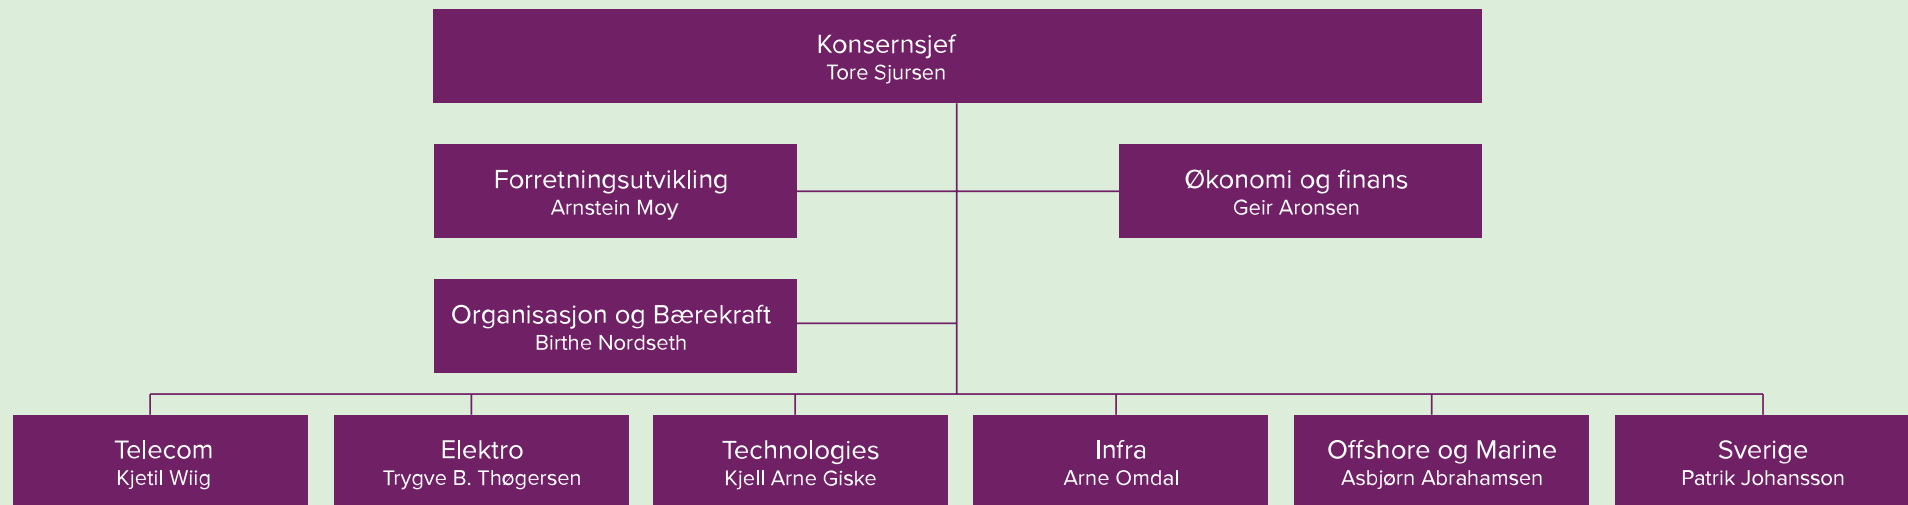 Konsernsjef
Tore Sjursen
Forretningsutvikling
Arnstein Moy
Økonomi og finans
Geir Aronsen
Organisasjon og Bærekraft
Birthe Nordseth
Telecom
Kjetil Wiig
Elektro
Trygve B. Thøgersen
Technologies
Kjell Arne Giske
Infra
Arne Omdal
Offshore og Marine
Asbjørn Abrahamsen
Sverige
Patrik Johansson